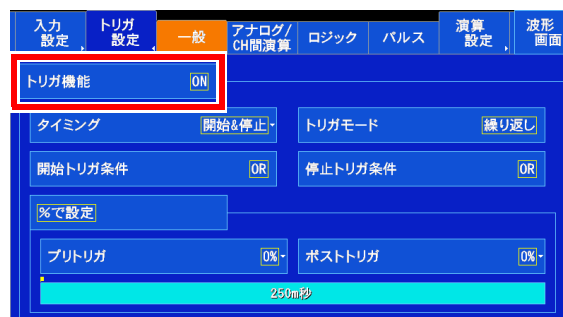 入力
設定
トリガ
設定
一般
アナログ/
CH間演算
ロジック
パルス
演算
設定
波形
画面
トリガ機能 ON
タイミング 開始&停止
トリガモード 繰り返し
開始トリガ条件 OR
停止トリガ条件 OR
%で設定
プリトリガ 0%
ポストトリガ 0%
250m秒